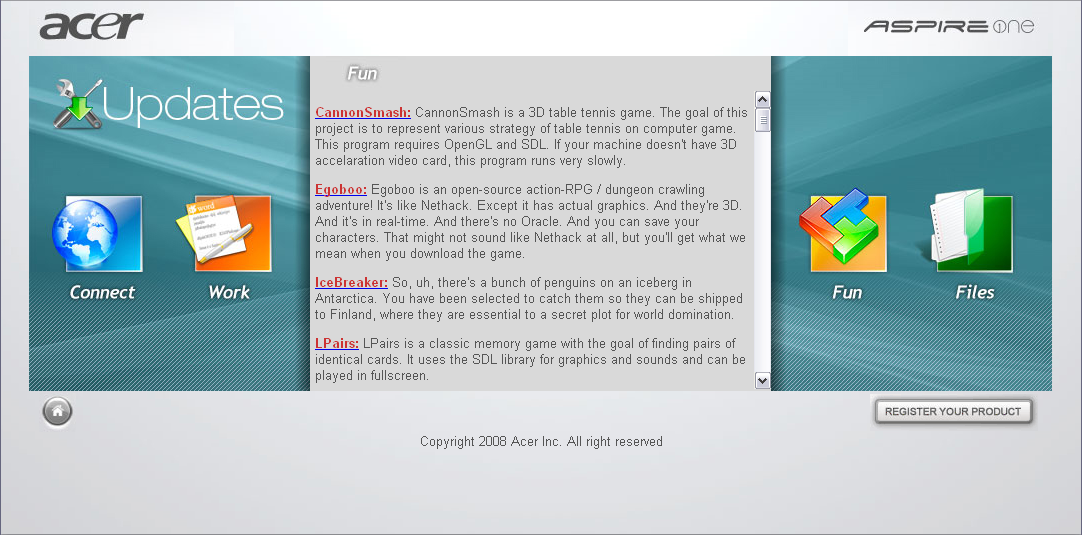 acer
ASPIRE one
Updates
Fun
CannonSmash: CannonSmash is a 3D table tennis game. The goal of this
project is to represent various strategy of table tennis on computer game.
This program requires OpenGL and SDL. If your machine doesn't have 3D
accelaration video card, this program runs very slowly.
Egoboo: Egoboo is an open-source action-RPG / dungeon crawling
adventure! It's like Nethack. Except it has actual graphics. And they're 3D.
And it's in real-time. And there's no Oracle. And you can save your
characters. That might not sound like Nethack at all, but you'll get what we
mean when you download the game.
IceBreaker: So, uh, there's a bunch of penguins on an iceberg in
Antarctica. You have been selected to catch them so they can be shipped
to Finland, where they are essential to a secret plot for world domination.
LPairs: LPairs is a classic memory game with the goal of finding pairs of
identical cards. It uses the SDL library for graphics and sounds and can be
played in fullscreen.
word
Connect
Work
Fun
Files
REGISTER YOUR PRODUCT
Copyright 2008 Acer Inc. All right reserved